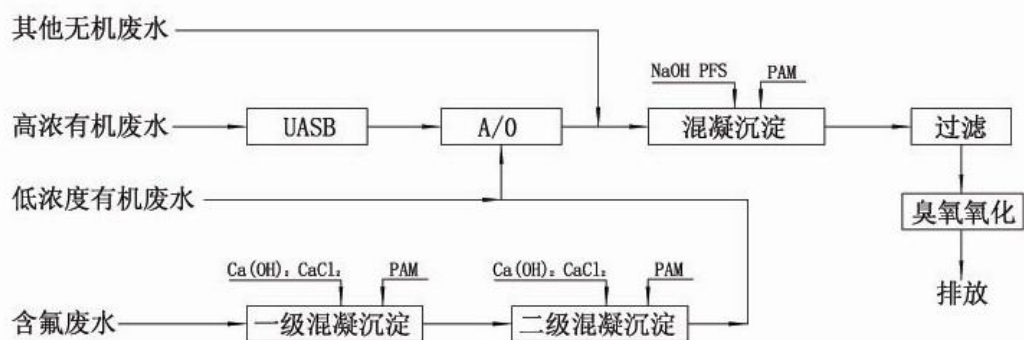 其他无机废水
NaOH PFS PAM
高浓有机废水 UASB A/O 混凝沉淀 过滤
低浓度有机废水 臭氧氧化
Ca(OH)₂ CaCl₂ PAM Ca(OH)₂ CaCl₂ PAM
排放
含氟废水 一级混凝沉淀 二级混凝沉淀